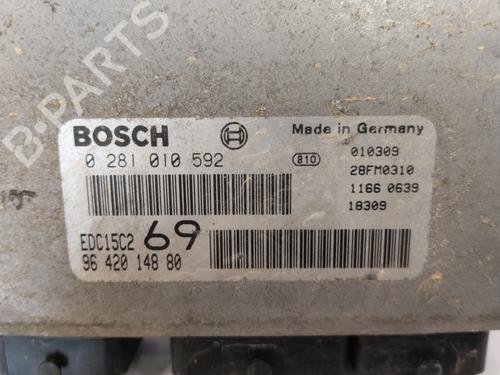 B-PARTS
BOSCH
Made in Germany
0 281 010 592
810
010309
28FM0310
1166 0639
18309
EDC15C2 69
96 420 148 80